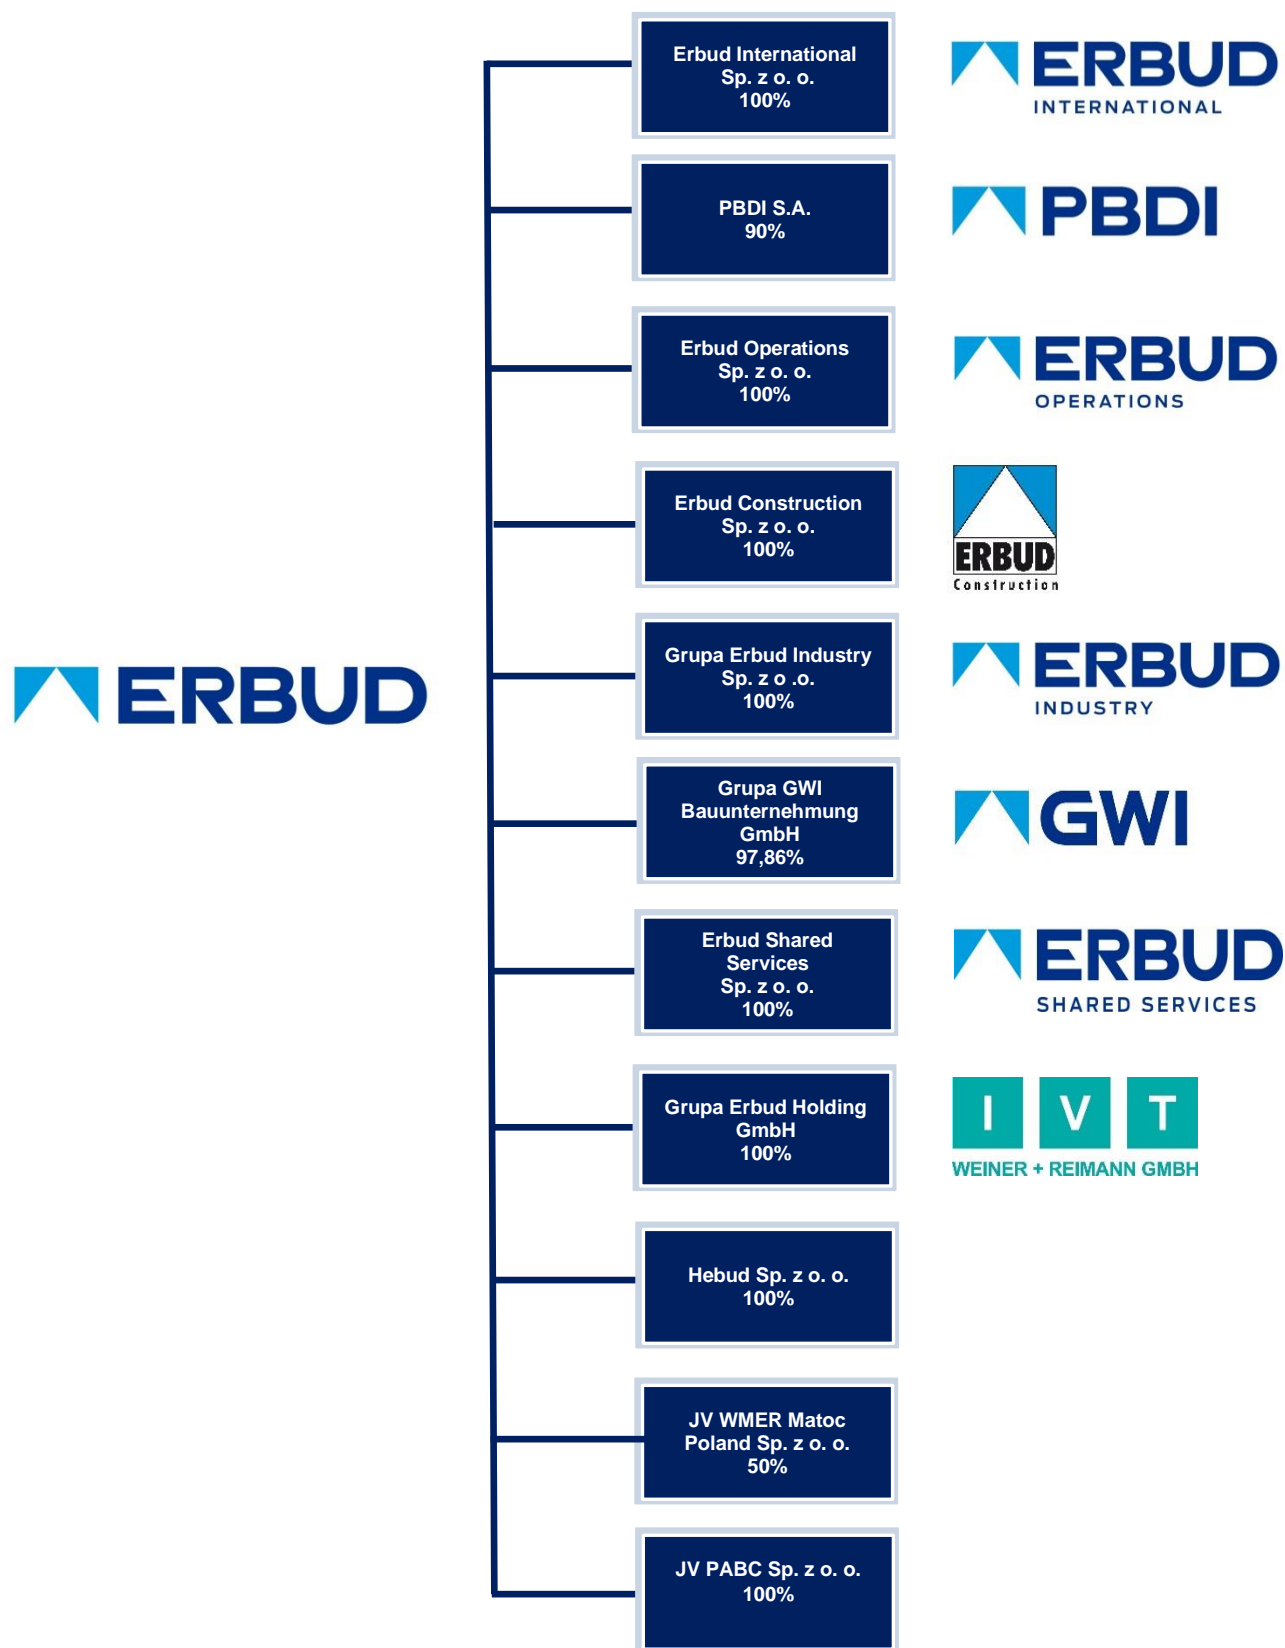 Erbud International
Sp. z o. o.
100%
ERBUD
INTERNATIONAL
PBDI S.A.
90%
PBDI
Erbud Operations
Sp. z o. o.
100%
ERBUD
OPERATIONS
Erbud Construction
Sp. z o. o.
100%
ERBUD
Construction
ERBUD
Grupa Erbud Industry
Sp. z o .o.
100%
ERBUD
INDUSTRY
Grupa GWI
Bauunternehmung
GmbH
97,86%
GWI
Erbud Shared
Services
Sp. z o. o.
100%
ERBUD
SHARED SERVICES
Grupa Erbud Holding
GmbH
100%
I V T
WEINER + REIMANN GMBH
Hebud Sp. z o. o.
100%
JV WMER Matoc
Poland Sp. z o. o.
50%
JV PABC Sp. z o. o.
100%